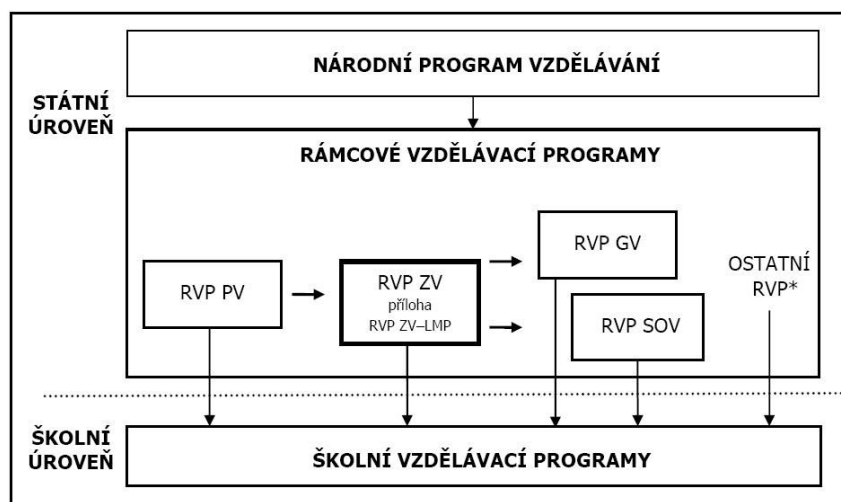 NÁRODNÍ PROGRAM VZDĚLÁVÁNÍ
STÁTNÍ
ÚROVEŇ
RÁMCOVÉ VZDĚLÁVACÍ PROGRAMY
RVP PV
RVP ZV
příloha
RVP ZV–LMP
RVP GV
RVP SOV
OSTATNÍ
RVP*
ŠKOLNÍ
ÚROVEŇ
ŠKOLNÍ VZDĚLÁVACÍ PROGRAMY